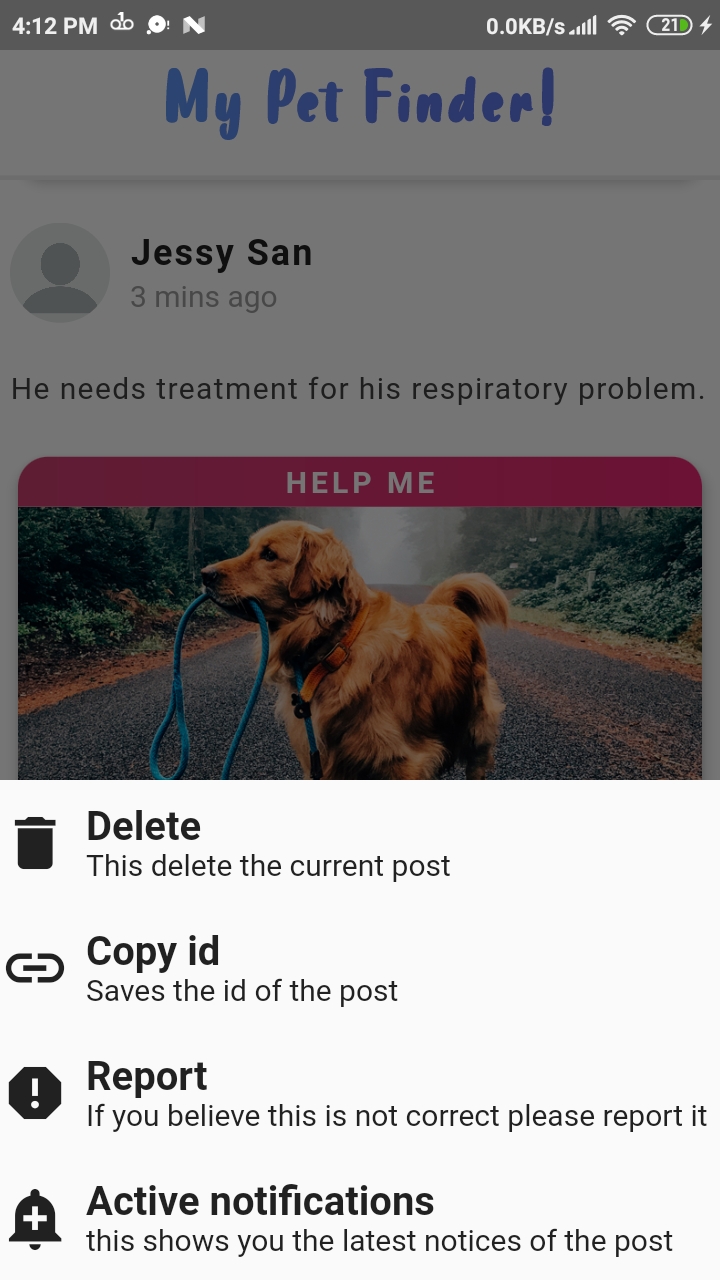 4:12 PM 0.0KB/s 21
My Pet Finder!
Jessy San
3 mins ago
He needs treatment for his respiratory problem.
HELP ME
Delete
This delete the current post
Copy id
Saves the id of the post
Report
If you believe this is not correct please report it
Active notifications
this shows you the latest notices of the post